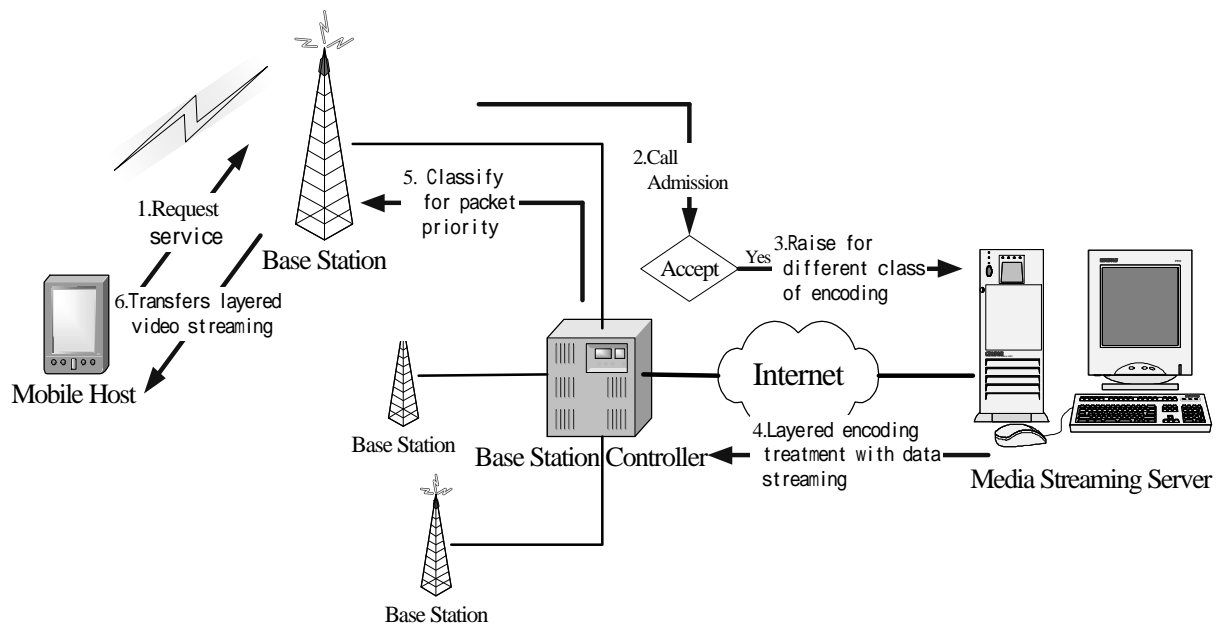 1.Request
service
Base Station
5. Classify
for packet
priority
2.Call
Admission
Accept
Yes
3.Raise for
different class
of encoding
6.Transfers layered
video streaming
Mobile Host
Base Station
Base Station Controller
Internet
4.Layered encoding
treatment with data
streaming
Media Streaming Server
Base Station